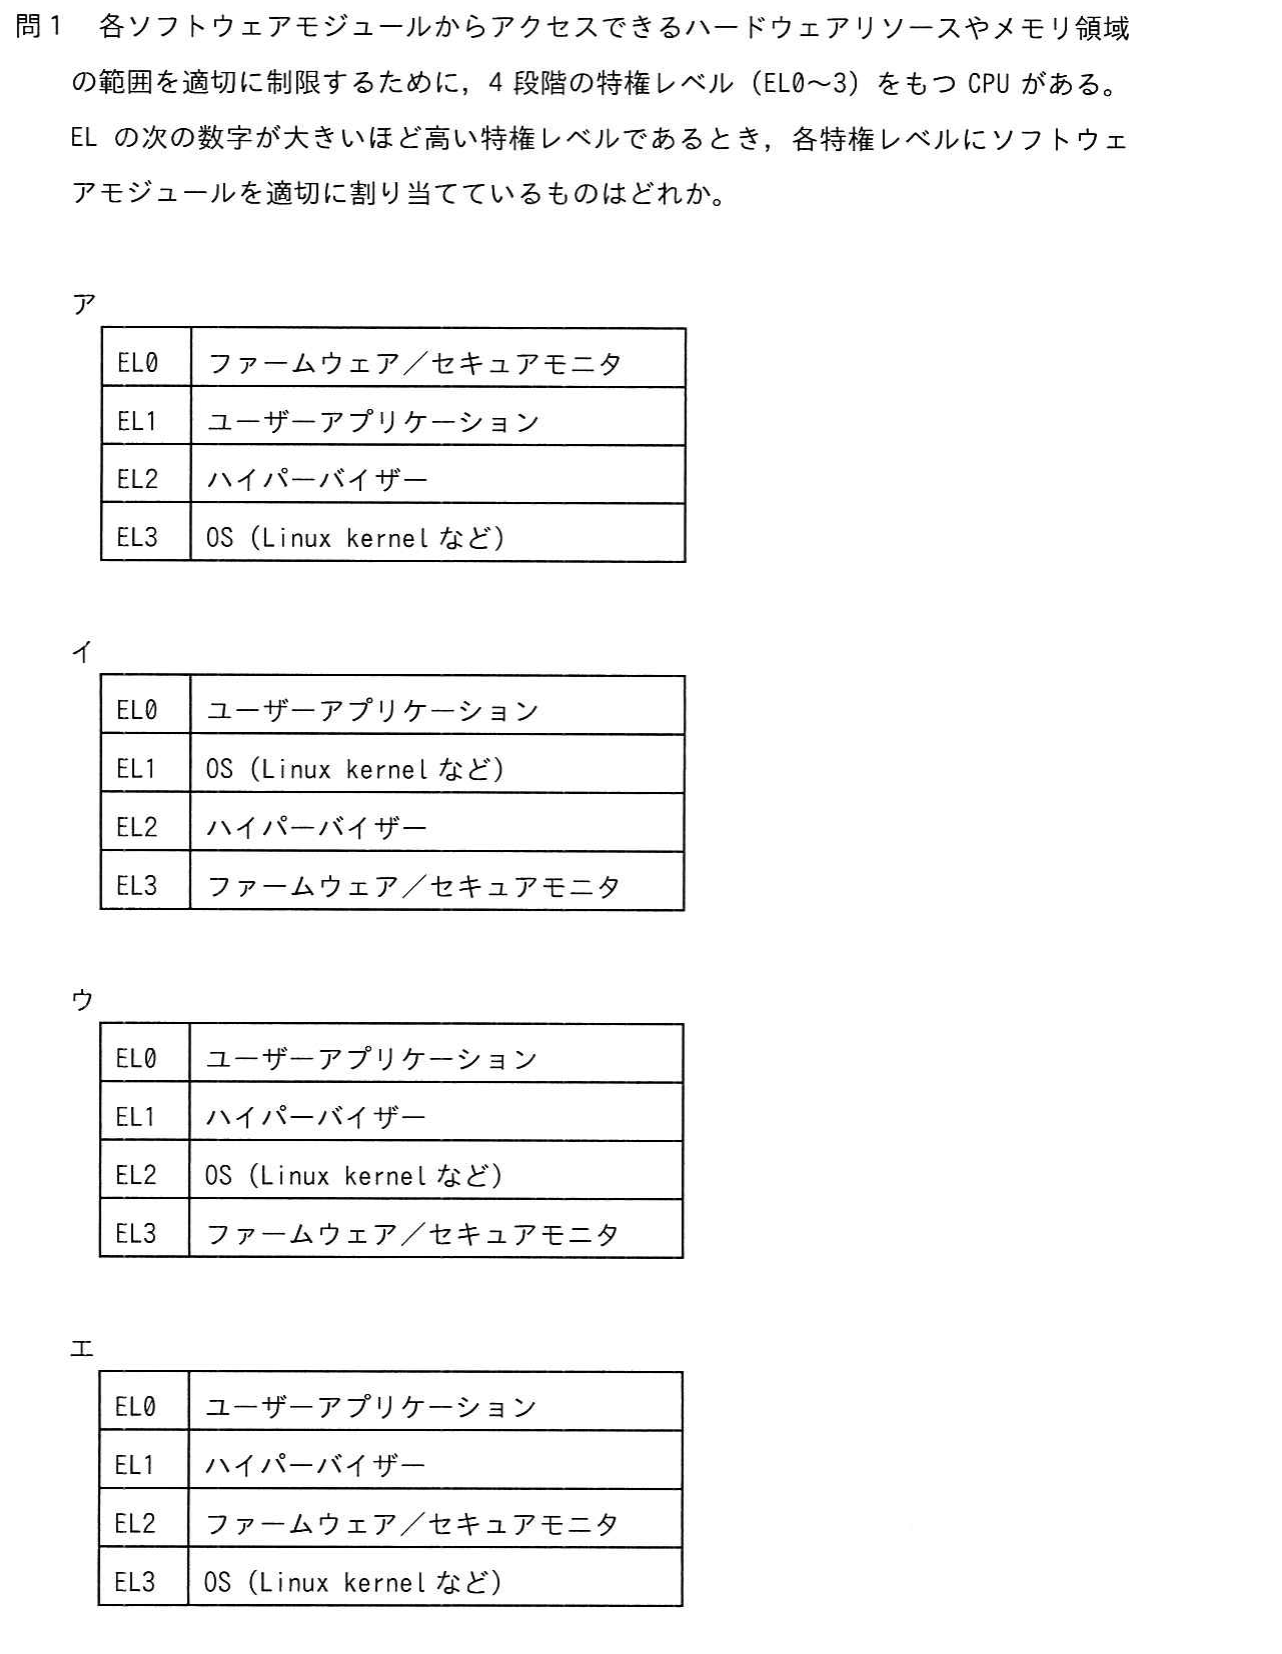 問1 各ソフトウェアモジュールからアクセスできるハードウェアリソースやメモリ領域
の範囲を適切に制限するために，4 段階の特権レベル（EL0～3）をもつ CPU がある。
EL の次の数字が大きいほど高い特権レベルであるとき，各特権レベルにソフトウェ
アモジュールを適切に割り当てているものはどれか。
ア
EL0 ファームウェア／セキュアモニタ
EL1 ユーザーアプリケーション
EL2 ハイパーバイザー
EL3 OS（Linux kernel など）
イ
EL0 ユーザーアプリケーション
EL1 OS（Linux kernel など）
EL2 ハイパーバイザー
EL3 ファームウェア／セキュアモニタ
ウ
EL0 ユーザーアプリケーション
EL1 ハイパーバイザー
EL2 OS（Linux kernel など）
EL3 ファームウェア／セキュアモニタ
エ
EL0 ユーザーアプリケーション
EL1 ハイパーバイザー
EL2 ファームウェア／セキュアモニタ
EL3 OS（Linux kernel など）